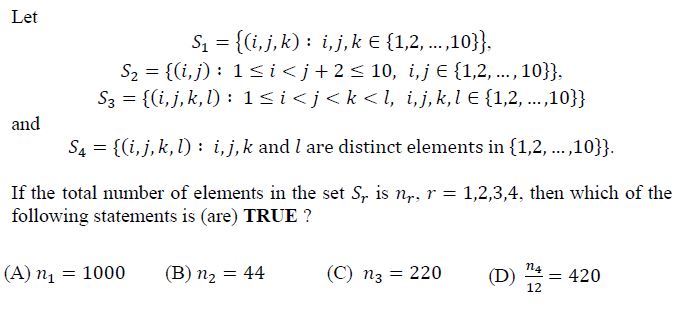 Let
S₁ = {(i, j, k) : i, j, k ∈ {1,2, … ,10}},
S₂ = {(i, j) : 1 ≤ i < j + 2 ≤ 10, i, j ∈ {1,2, … , 10}},
S₃ = {(i, j, k, l) : 1 ≤ i < j < k < l, i, j, k, l ∈ {1,2, … ,10}}
and
S₄ = {(i, j, k, l) : i, j, k and l are distinct elements in {1,2, … ,10}}.
If the total number of elements in the set Sᵣ is nᵣ, r = 1,2,3,4, then which of the
following statements is (are) TRUE ?
(A) n₁ = 1000 (B) n₂ = 44 (C) n₃ = 220 (D) n₄/12 = 420